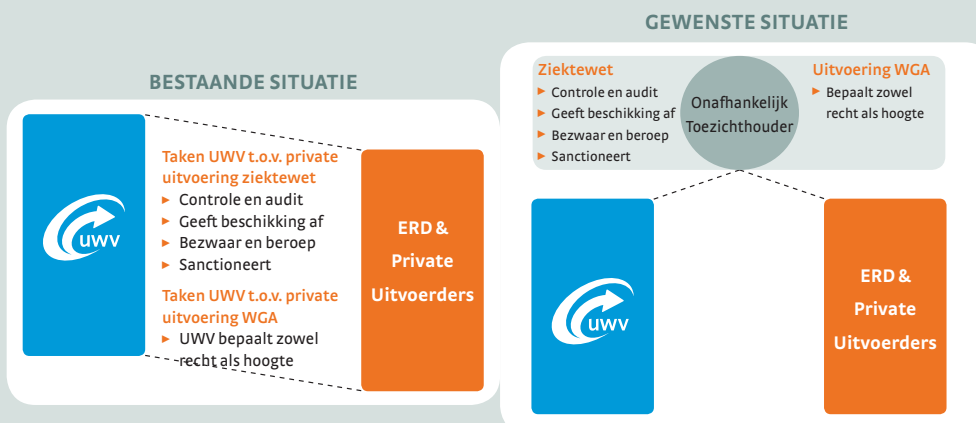 BESTAANDE SITUATIE
uwv
Taken UWV t.o.v. private
uitvoering ziektewet
▸ Controle en audit
▸ Geeft beschikking af
▸ Bezwaar en beroep
▸ Sanctioneert
Taken UWV t.o.v. private
uitvoering WGA
▸ UWV bepaalt zowel
recht als hoogte
ERD &
Private
Uitvoerders
GEWENSTE SITUATIE
Ziektewet
▸ Controle en audit
▸ Geeft beschikking af
▸ Bezwaar en beroep
▸ Sanctioneert
Onafhankelijk
Toezichthouder
Uitvoering WGA
▸ Bepaalt zowel
recht als hoogte
uwv
ERD &
Private
Uitvoerders